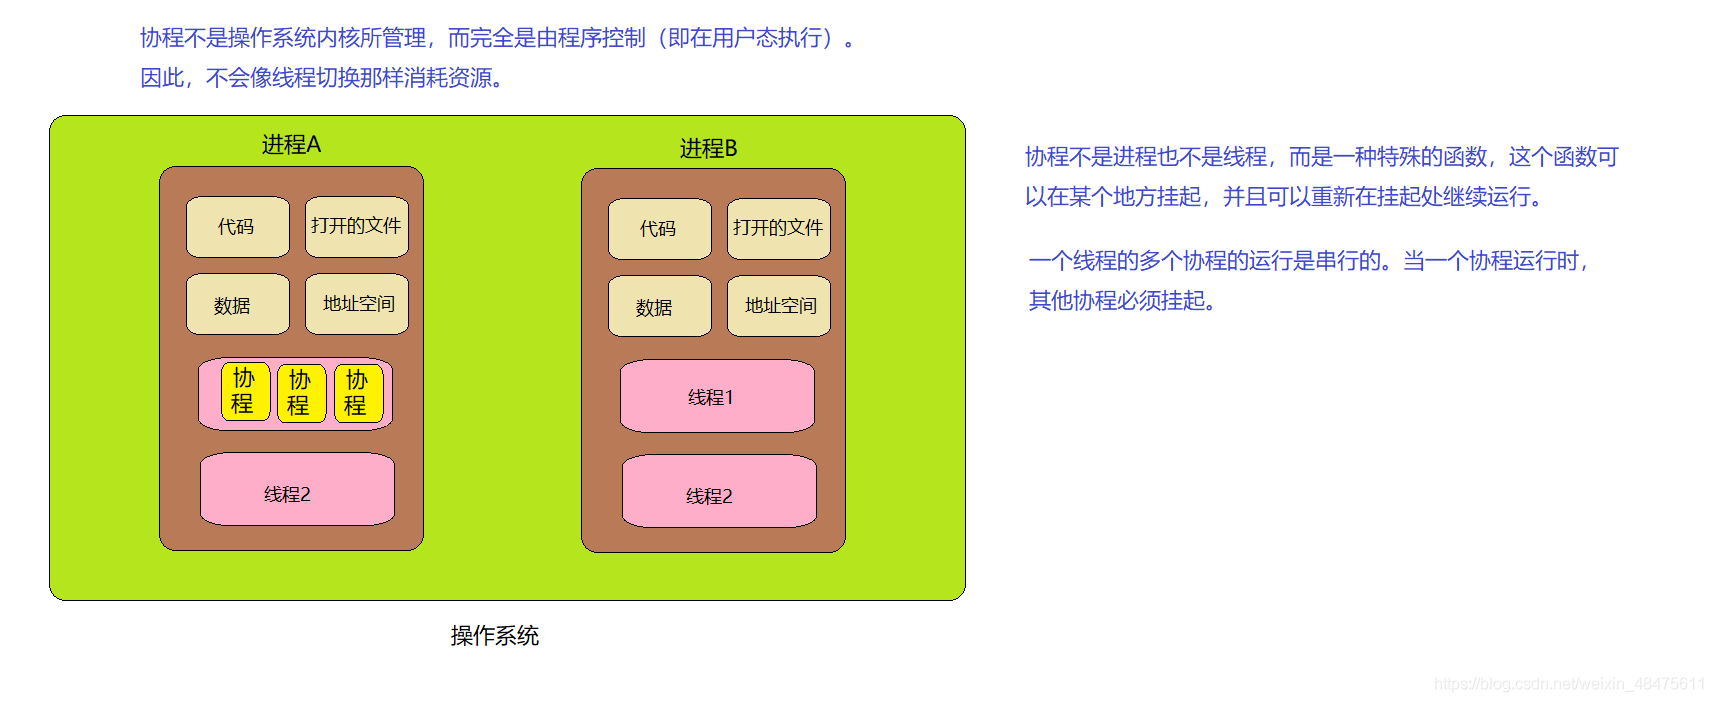 协程不是操作系统内核所管理，而完全是由程序控制（即在用户态执行）。
因此，不会像线程切换那样消耗资源。
进程A
进程B
协程不是进程也不是线程，而是一种特殊的函数，这个函数可
以在某个地方挂起，并且可以重新在挂起处继续运行。
一个线程的多个协程的运行是串行的。当一个协程运行时，
其他协程必须挂起。
代码
打开的文件
数据
地址空间
协
程
协
程
协
程
线程2
代码
打开的文件
数据
地址空间
线程1
线程2
操作系统
https://blog.csdn.net/weixin_48475611